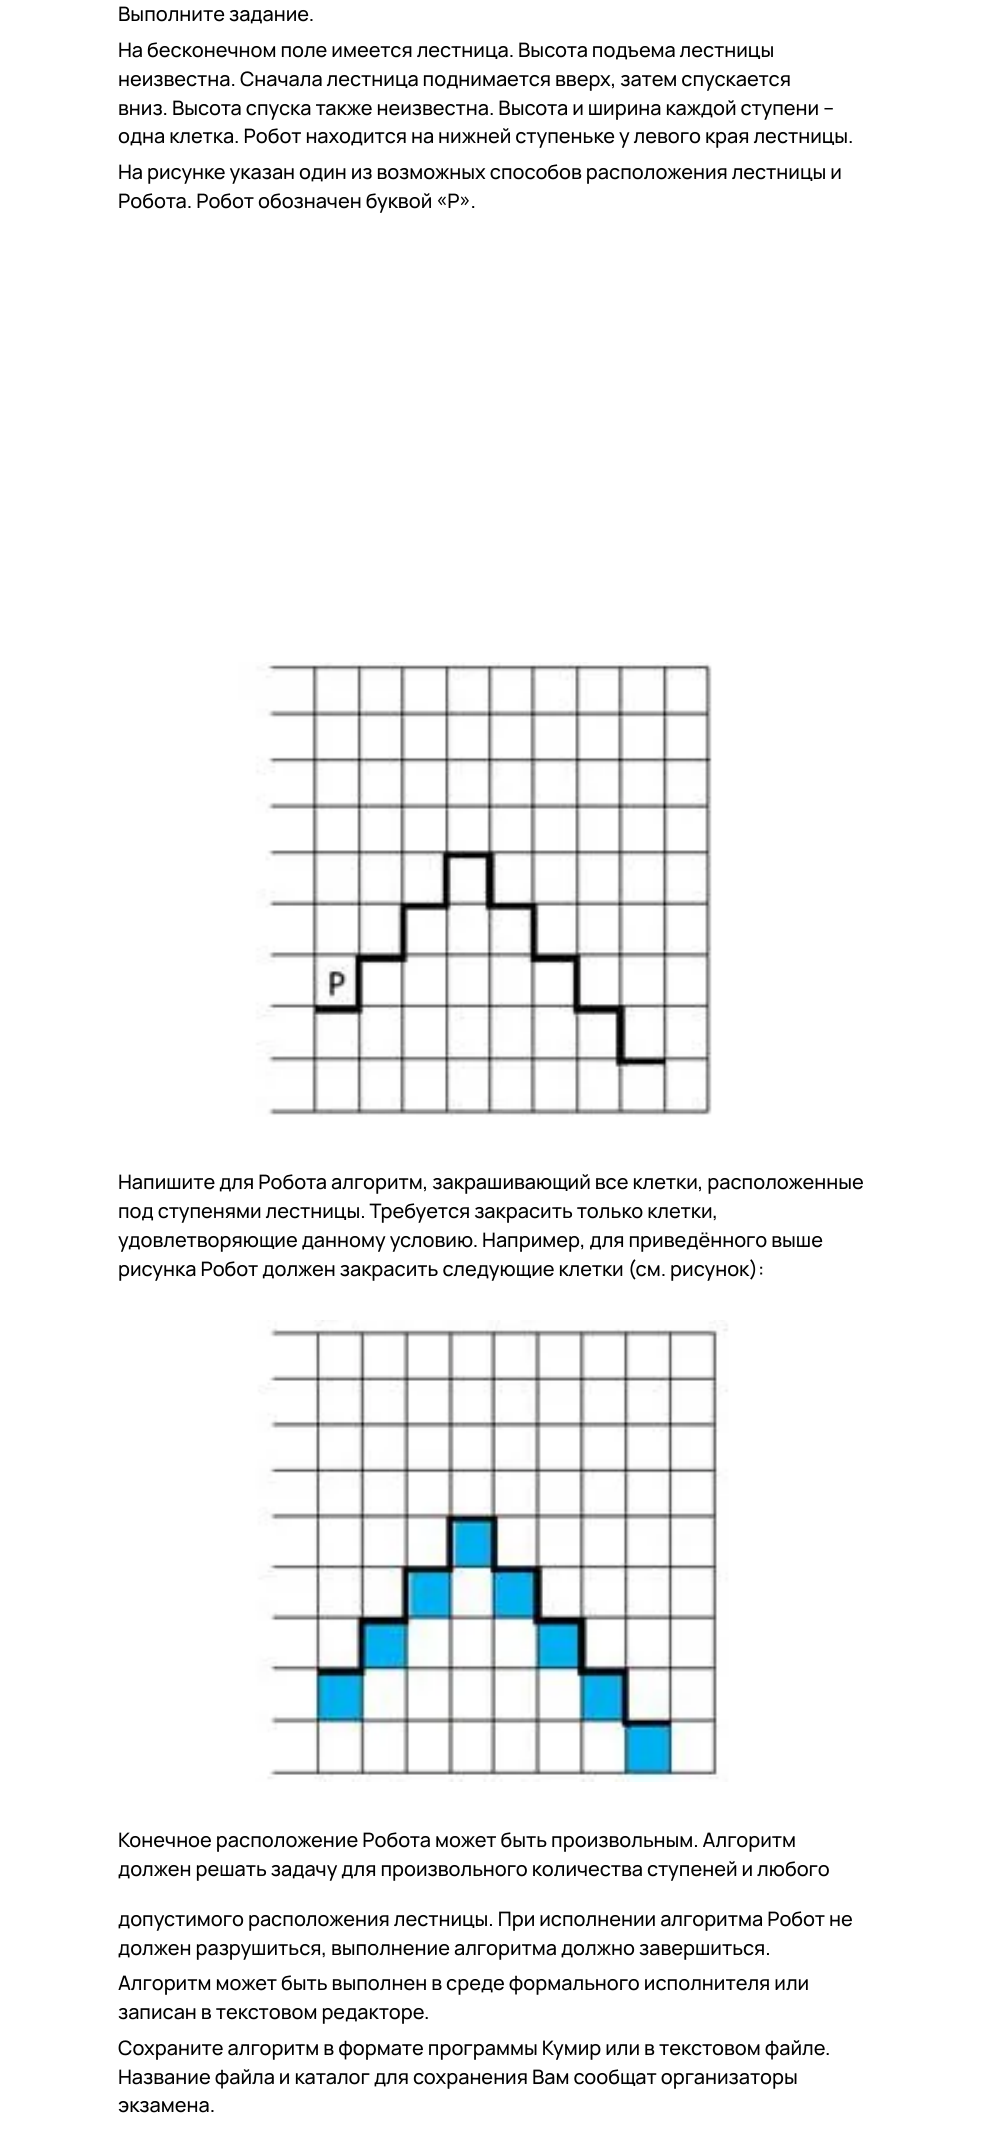 Выполните задание.
На бесконечном поле имеется лестница. Высота подъема лестницы
неизвестна. Сначала лестница поднимается вверх, затем спускается
вниз. Высота спуска также неизвестна. Высота и ширина каждой ступени –
одна клетка. Робот находится на нижней ступеньке у левого края лестницы.
На рисунке указан один из возможных способов расположения лестницы и
Робота. Робот обозначен буквой «Р».
Р
Напишите для Робота алгоритм, закрашивающий все клетки, расположенные
под ступенями лестницы. Требуется закрасить только клетки,
удовлетворяющие данному условию. Например, для приведённого выше
рисунка Робот должен закрасить следующие клетки (см. рисунок):
Конечное расположение Робота может быть произвольным. Алгоритм
должен решать задачу для произвольного количества ступеней и любого
допустимого расположения лестницы. При исполнении алгоритма Робот не
должен разрушиться, выполнение алгоритма должно завершиться.
Алгоритм может быть выполнен в среде формального исполнителя или
записан в текстовом редакторе.
Сохраните алгоритм в формате программы Кумир или в текстовом файле.
Название файла и каталог для сохранения Вам сообщат организаторы
экзамена.